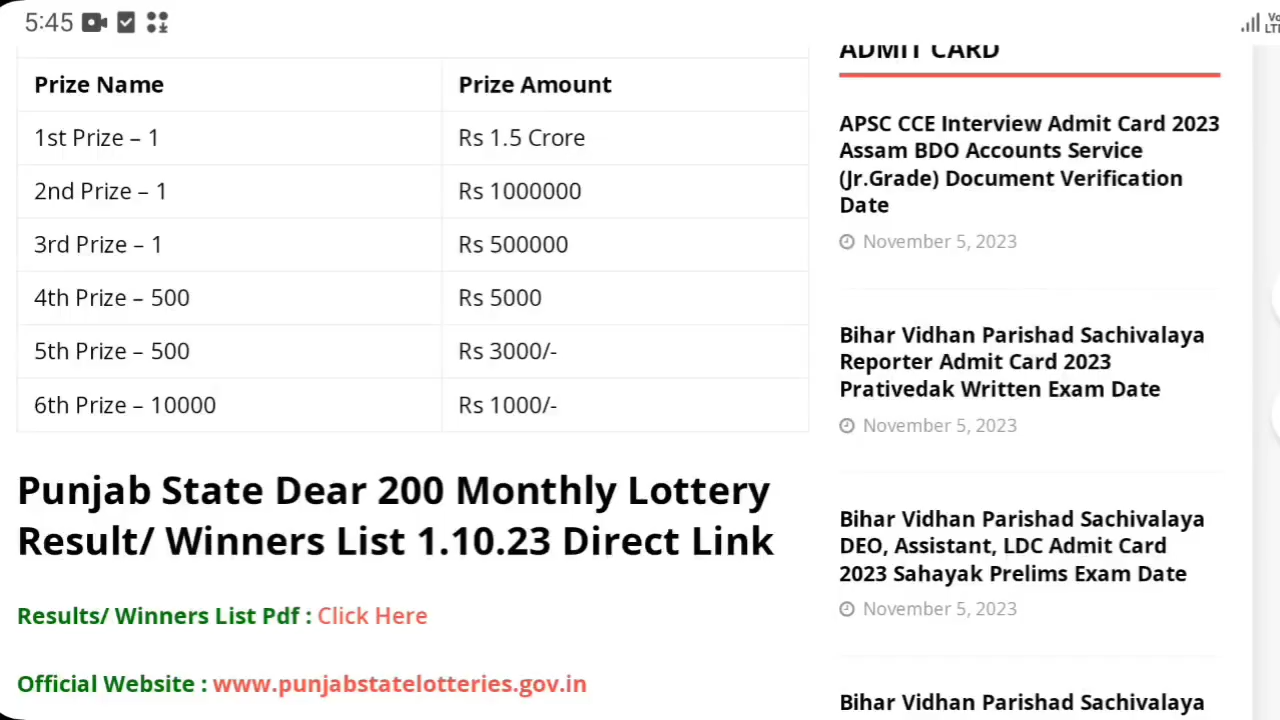 5:45
Prize Name Prize Amount
1st Prize – 1 Rs 1.5 Crore
2nd Prize – 1 Rs 1000000
3rd Prize – 1 Rs 500000
4th Prize – 500 Rs 5000
5th Prize – 500 Rs 3000/-
6th Prize – 10000 Rs 1000/-
Punjab State Dear 200 Monthly Lottery
Result/ Winners List 1.10.23 Direct Link
Results/ Winners List Pdf : Click Here
Official Website : www.punjabstatelotteries.gov.in
ADMIT CARD
APSC CCE Interview Admit Card 2023
Assam BDO Accounts Service
(Jr.Grade) Document Verification
Date
November 5, 2023
Bihar Vidhan Parishad Sachivalaya
Reporter Admit Card 2023
Prativedak Written Exam Date
November 5, 2023
Bihar Vidhan Parishad Sachivalaya
DEO, Assistant, LDC Admit Card
2023 Sahayak Prelims Exam Date
November 5, 2023
Bihar Vidhan Parishad Sachivalaya